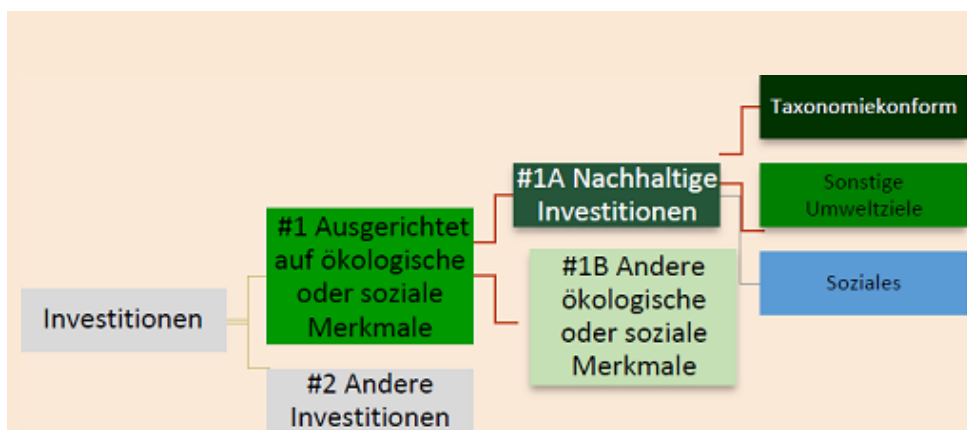 Investitionen
#1 Ausgerichtet
auf ökologische
oder soziale
Merkmale
#2 Andere
Investitionen
#1A Nachhaltige
Investitionen
#1B Andere
ökologische
oder soziale
Merkmale
Taxonomiekonform
Sonstige
Umweltziele
Soziales